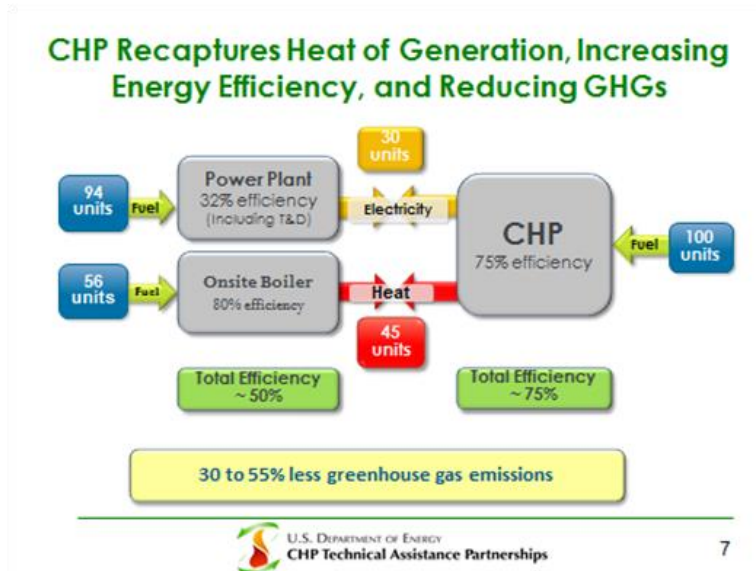 CHP Recaptures Heat of Generation, Increasing
Energy Efficiency, and Reducing GHGs
30
units
94
units
Fuel
Power Plant
32% efficiency
(Including T&D)
Electricity
CHP
75% efficiency
Fuel
100
units
56
units
Fuel
Onsite Boiler
80% efficiency
Heat
45
units
Total Efficiency
~ 50%
Total Efficiency
~ 75%
30 to 55% less greenhouse gas emissions
U.S. DEPARTMENT OF ENERGY
CHP Technical Assistance Partnerships
7